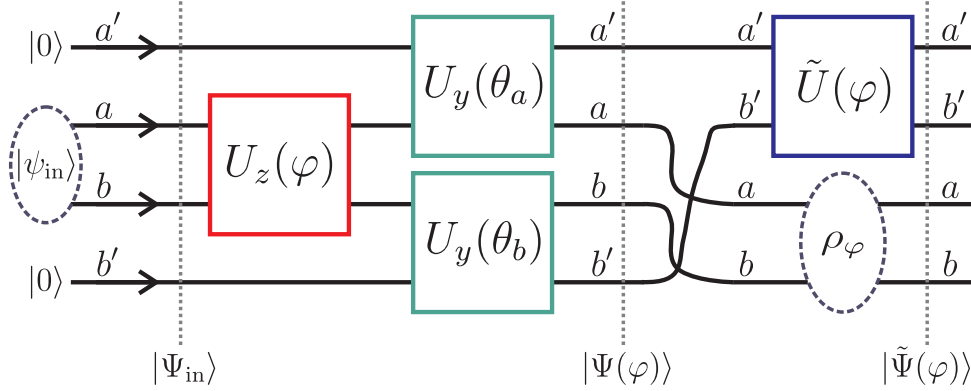 |0⟩ a′ a′ a′ a′
U_y(θ_a) Ũ(φ)
a a b′ b′
|ψ_in⟩ U_z(φ)
b b a a
U_y(θ_b) ρ_φ
|0⟩ b′ b′ b b
|Ψ_in⟩ |Ψ(φ)⟩ |Ψ̃(φ)⟩